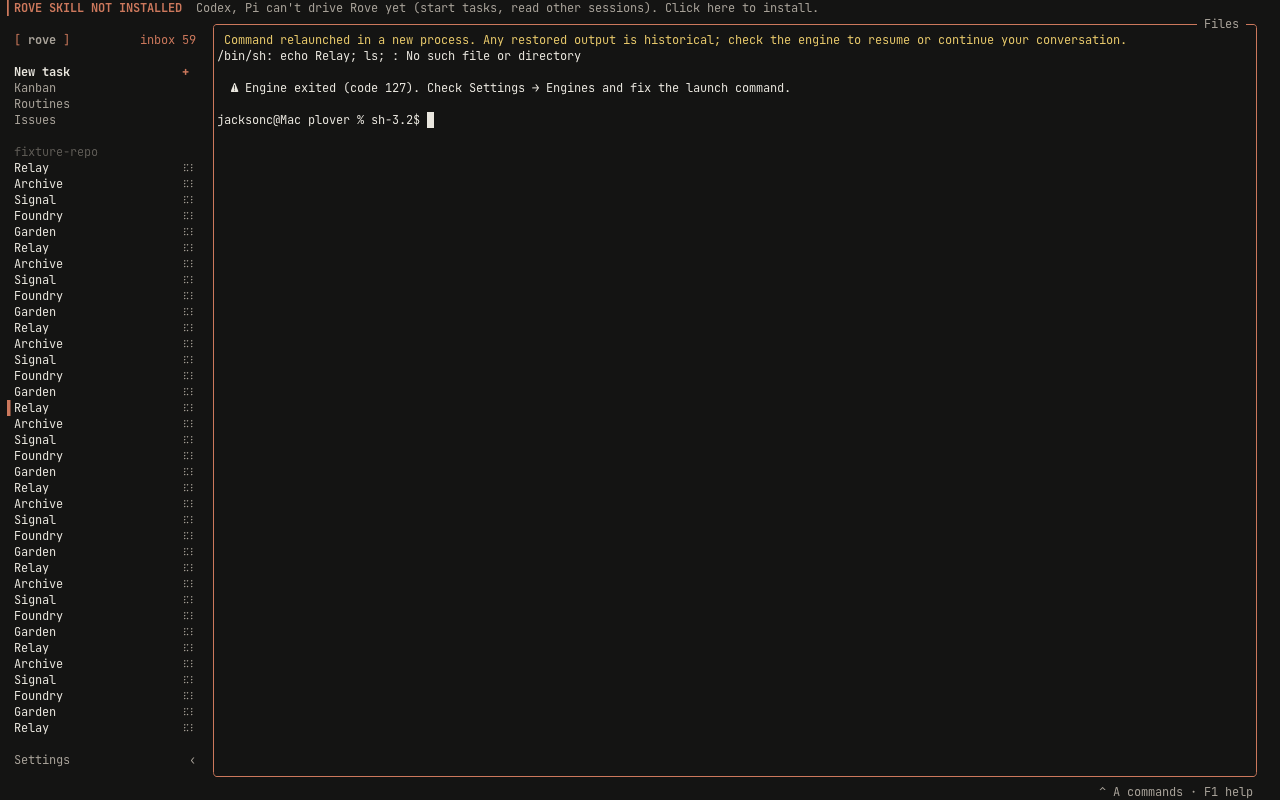 ROVE SKILL NOT INSTALLED Codex, Pi can't drive Rove yet (start tasks, read other sessions). Click here to install.
Files
[ rove ] inbox 59
New task +
Kanban
Routines
Issues
fixture-repo
Relay
Archive
Signal
Foundry
Garden
Relay
Archive
Signal
Foundry
Garden
Relay
Archive
Signal
Foundry
Garden
Relay
Archive
Signal
Foundry
Garden
Relay
Archive
Signal
Foundry
Garden
Relay
Archive
Signal
Foundry
Garden
Relay
Archive
Signal
Foundry
Garden
Relay
Settings ‹
Command relaunched in a new process. Any restored output is historical; check the engine to resume or continue your conversation.
/bin/sh: echo Relay; ls; : No such file or directory
⚠ Engine exited (code 127). Check Settings → Engines and fix the launch command.
jacksonc@Mac plover % sh-3.2$
^ A commands · F1 help